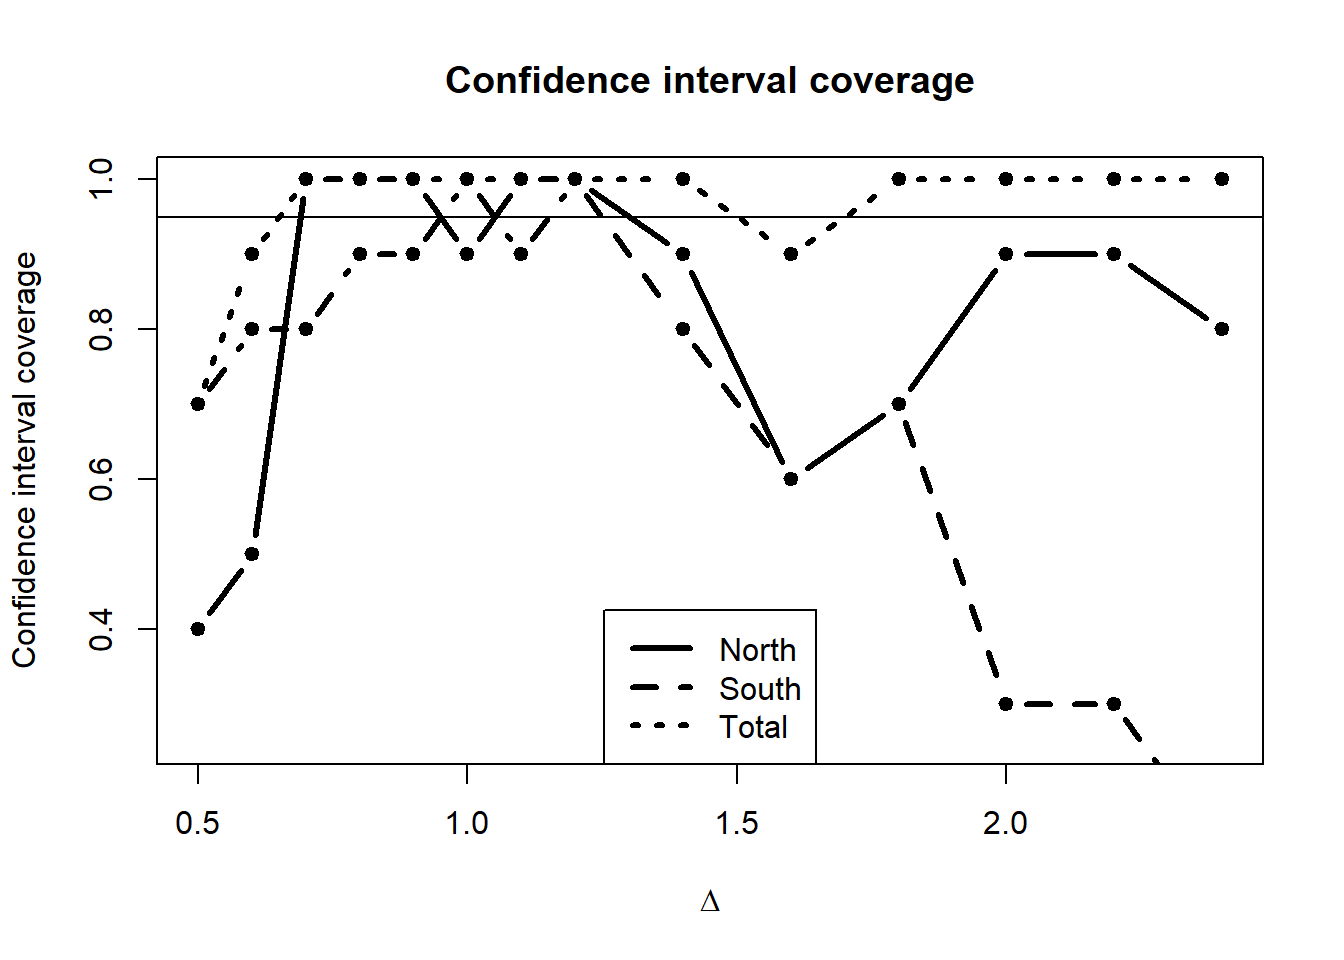 Confidence interval coverage
Confidence interval coverage
1.0
0.8
0.6
0.4
North
South
Total
0.5 1.0 1.5 2.0
Δ